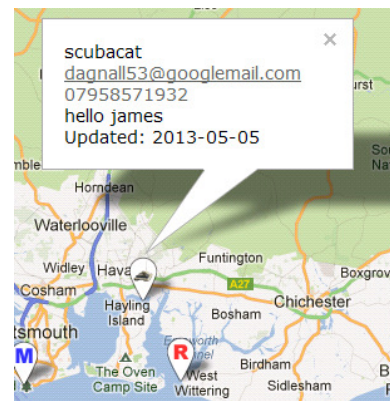 scubacat
dagnall53@googlemail.com
07958571932
hello james
Updated: 2013-05-05
Horndean
Waterlooville
Widley
Cosham
Hayling
Island
Funtington
A27
Boxgrov
Chichester
Bosham
M
The Oven
Camp Site
R
West
Wittering
Birdham
Sidlesham